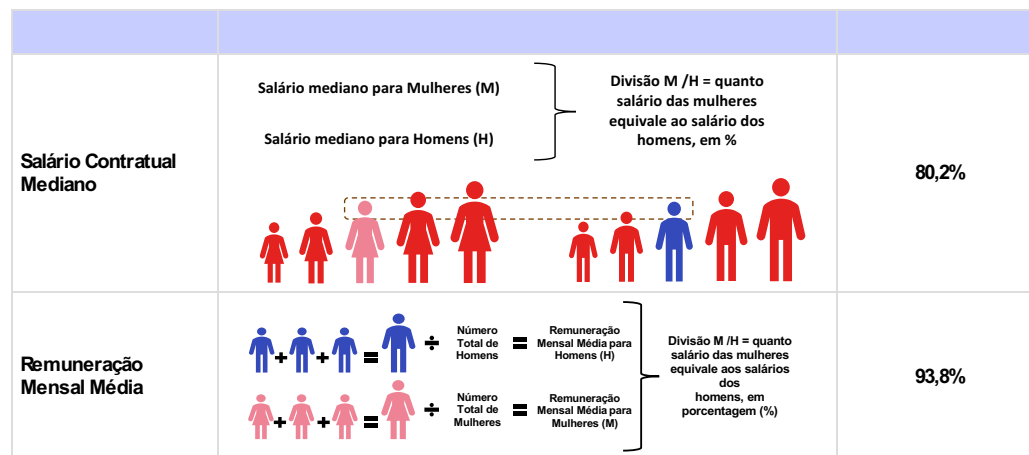 Salário Contratual
Mediano
Salário mediano para Mulheres (M)
Salário mediano para Homens (H)
Divisão M /H = quanto
salário das mulheres
equivale ao salário dos
homens, em %
80,2%
Remuneração
Mensal Média
+ + = ÷
Número
Total de
Homens
=
Remuneração
Mensal Média para
Homens (H)
+ + = ÷
Número
Total de
Mulheres
=
Remuneração
Mensal Média para
Mulheres (M)
Divisão M /H = quanto
salário das mulheres
equivale aos salários
dos
homens, em
porcentagem (%)
93,8%